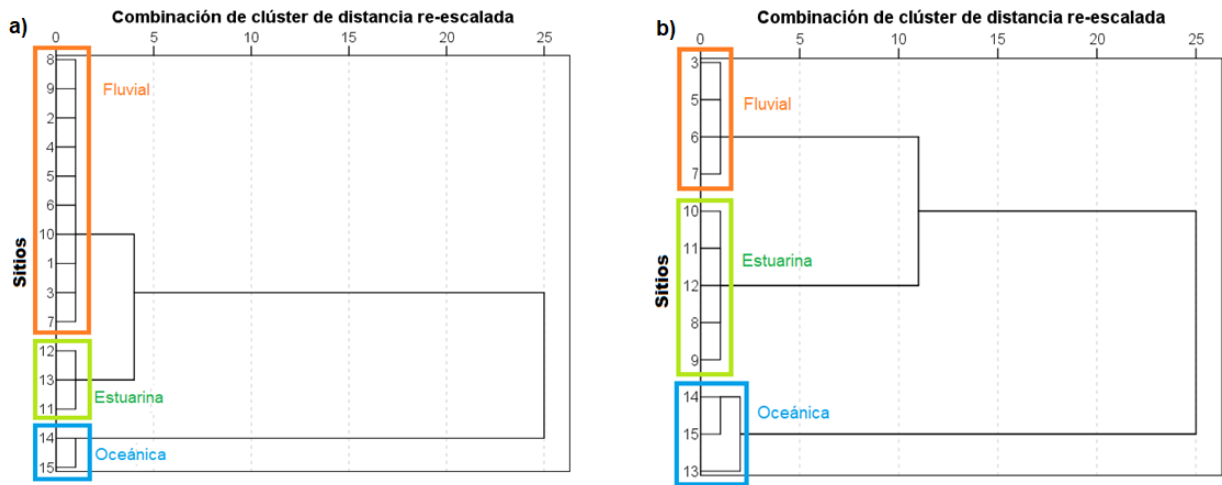 a)
Combinación de clúster de distancia re-escalada
0 5 10 15 20 25
Sitios
8
9
2
4
5
6
10
1
3
7
12
13
11
14
15
Fluvial
Estuarina
Oceánica
b)
Combinación de clúster de distancia re-escalada
0 5 10 15 20 25
Sitios
3
5
6
7
10
11
12
8
9
14
15
13
Fluvial
Estuarina
Oceánica